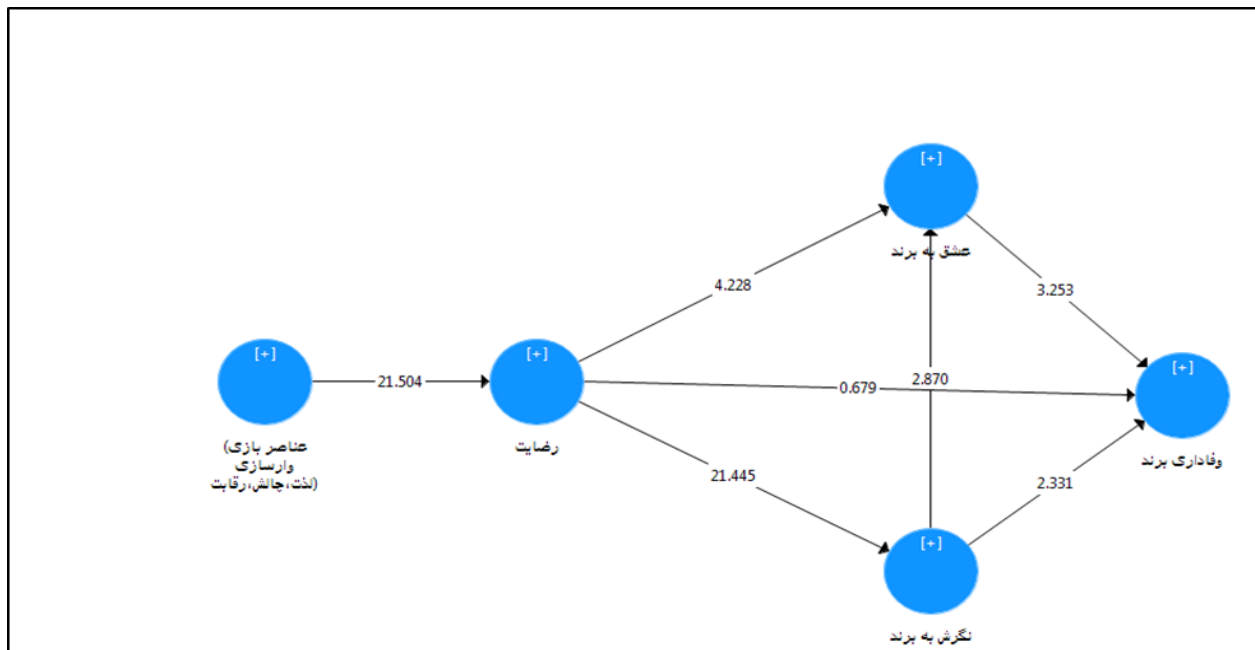 [+]
عشق به برند
4.228
3.253
[+]
[+]
[+]
21.504
0.679
2.870
عناصر بازی)
وارسازی
(لذت،چالش،رقابت
رضایت
وفاداری برند
21.445
2.331
[+]
نگرش به برند